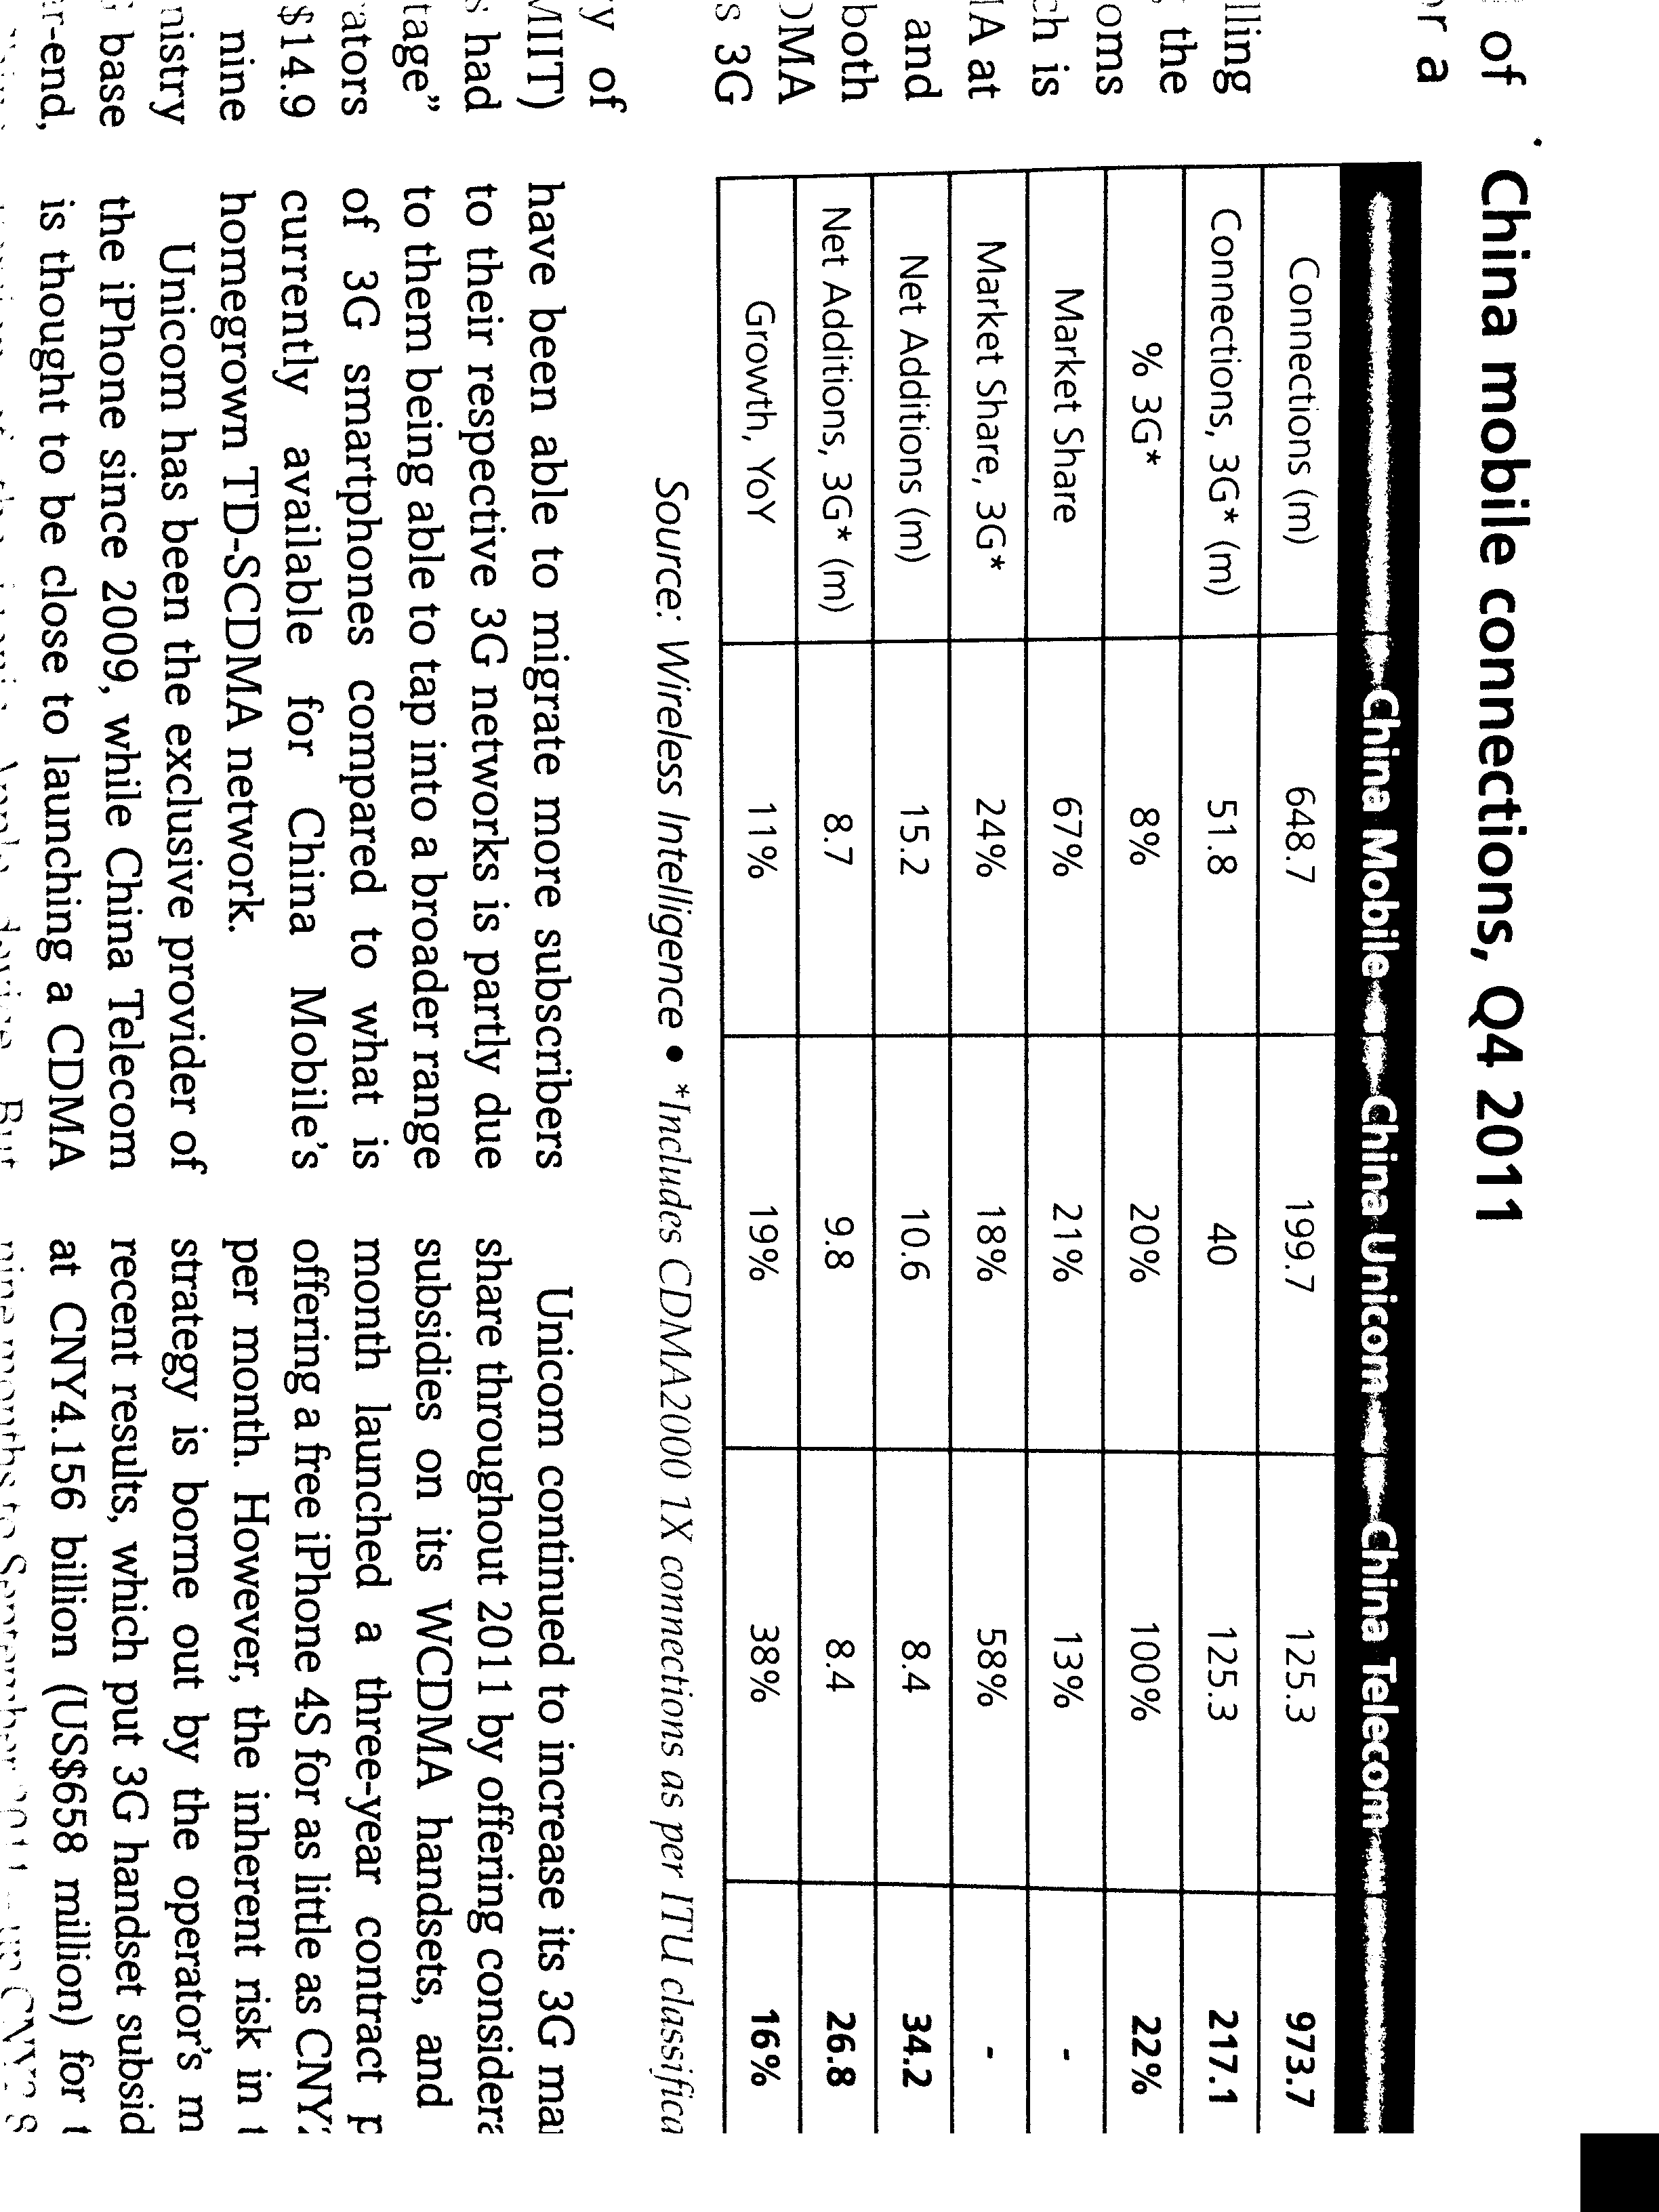 of
r a
lling
the
oms
ch is
IA at
and
both
DMA
s 3G
y of
MIIT)
s had
tage”
ators
$14.9
nine
nistry
base
ar-end,
China mobile connections, Q4 2011
China Mobile China Unicom China Telecom
Connections (m) 648.7 199.7 125.3 973.7
Connections, 3G* (m) 51.8 40 125.3 217.1
% 3G* 8% 20% 100% 22%
Market Share 67% 21% 13% -
Market Share, 3G* 24% 18% 58% -
Net Additions (m) 15.2 10.6 8.4 34.2
Net Additions, 3G* (m) 8.7 9.8 8.4 26.8
Growth, YoY 11% 19% 38% 16%
Source: Wireless Intelligence • *Includes CDMA2000 1X connections as per ITU classifica
have been able to migrate more subscribers
to their respective 3G networks is partly due
to them being able to tap into a broader range
of 3G smartphones compared to what is
currently available for China Mobile’s
homegrown TD-SCDMA network.
Unicom has been the exclusive provider of
the iPhone since 2009, while China Telecom
is thought to be close to launching a CDMA
Unicom continued to increase its 3G mar
share throughout 2011 by offering considera
subsidies on its WCDMA handsets, and
month launched a three-year contract p
offering a free iPhone 4S for as little as CNY
per month. However, the inherent risk in t
strategy is borne out by the operator’s m
recent results, which put 3G handset subsid
at CNY4.156 billion (US$658 million) for t